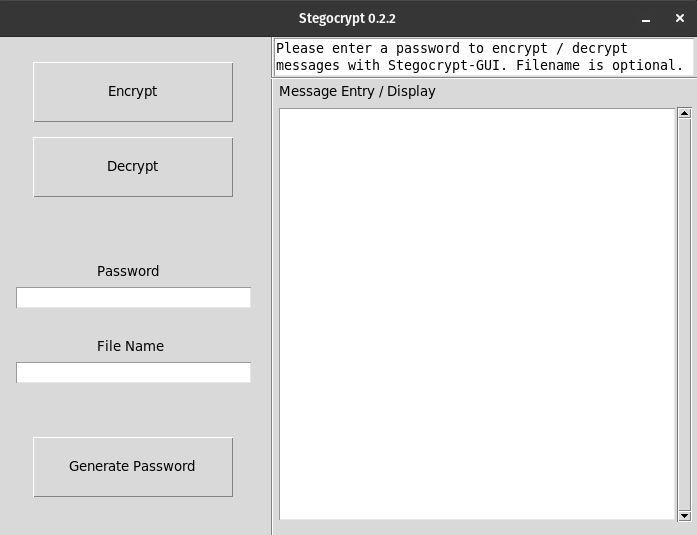 Stegocrypt 0.2.2
Encrypt
Decrypt
Password
File Name
Generate Password
Please enter a password to encrypt / decrypt
messages with Stegocrypt-GUI. Filename is optional.
Message Entry / Display